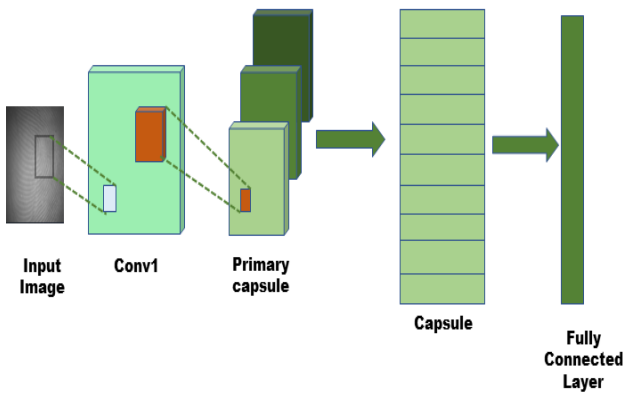 Input
Image
Conv1
Primary
capsule
Capsule
Fully
Connected
Layer